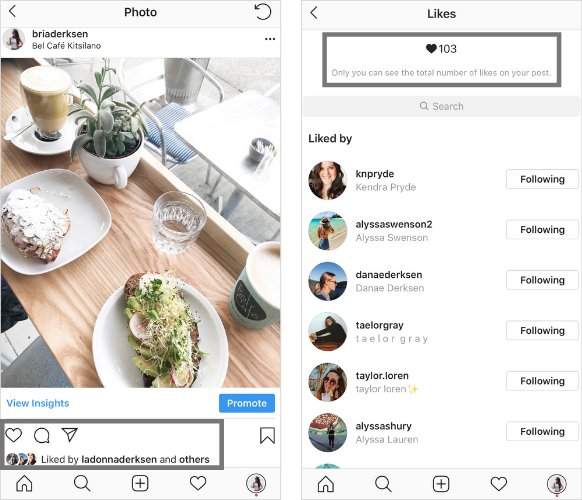 Photo
briaderksen
Bel Café Kitsilano
View Insights
Promote
Liked by ladonnaderksen and others
Likes
103
Only you can see the total number of likes on your post.
Search
Liked by
knpryde
Kendra Pryde
Following
alyssaswenson2
Alyssa Swenson
Following
danaederksen
Danae Derksen
Following
taelorgray
t a e l o r g r a y
Following
taylor.loren
taylor loren✨
Following
alyssashury
Alyssa Lauren
Following